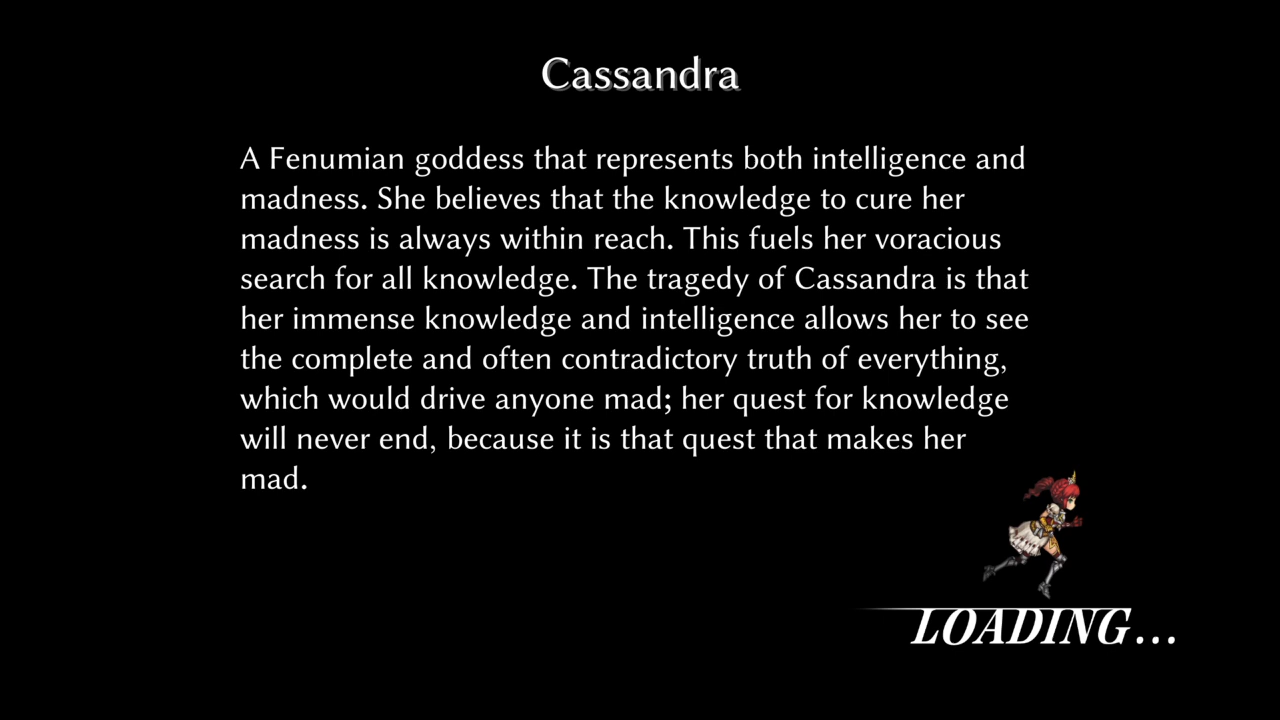 Cassandra
A Fenumian goddess that represents both intelligence and
madness. She believes that the knowledge to cure her
madness is always within reach. This fuels her voracious
search for all knowledge. The tragedy of Cassandra is that
her immense knowledge and intelligence allows her to see
the complete and often contradictory truth of everything,
which would drive anyone mad; her quest for knowledge
will never end, because it is that quest that makes her
mad.
LOADING...